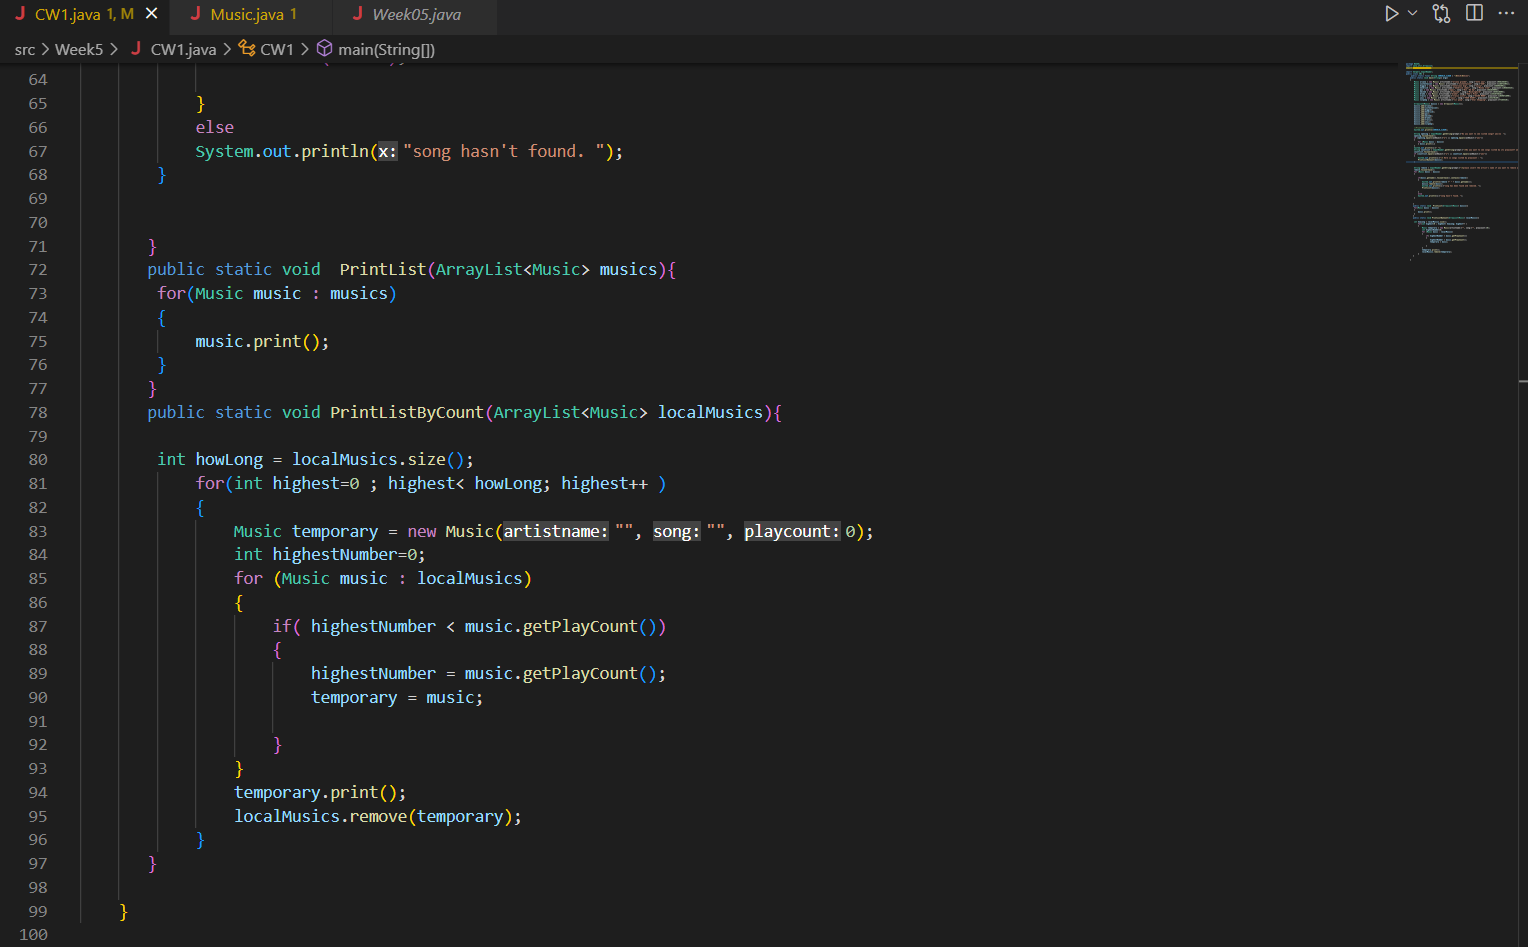 CW1.java 1, M Music.java 1 Week05.java
src > Week5 > CW1.java > CW1 > main(String[])
64
65 }
66 else
67 System.out.println(x: "song hasn't found. ");
68 }
69
70
71 }
72 public static void  PrintList(ArrayList<Music> musics){
73 for(Music music : musics)
74 {
75 music.print();
76 }
77 }
78 public static void PrintListByCount(ArrayList<Music> localMusics){
79
80 int howLong = localMusics.size();
81 for(int highest=0 ; highest< howLong; highest++ )
82 {
83 Music temporary = new Music(artistname: "", song: "", playcount: 0);
84 int highestNumber=0;
85 for (Music music : localMusics)
86 {
87 if( highestNumber < music.getPlayCount())
88 {
89 highestNumber = music.getPlayCount();
90 temporary = music;
91
92 }
93 }
94 temporary.print();
95 localMusics.remove(temporary);
96 }
97 }
98
99 }
100